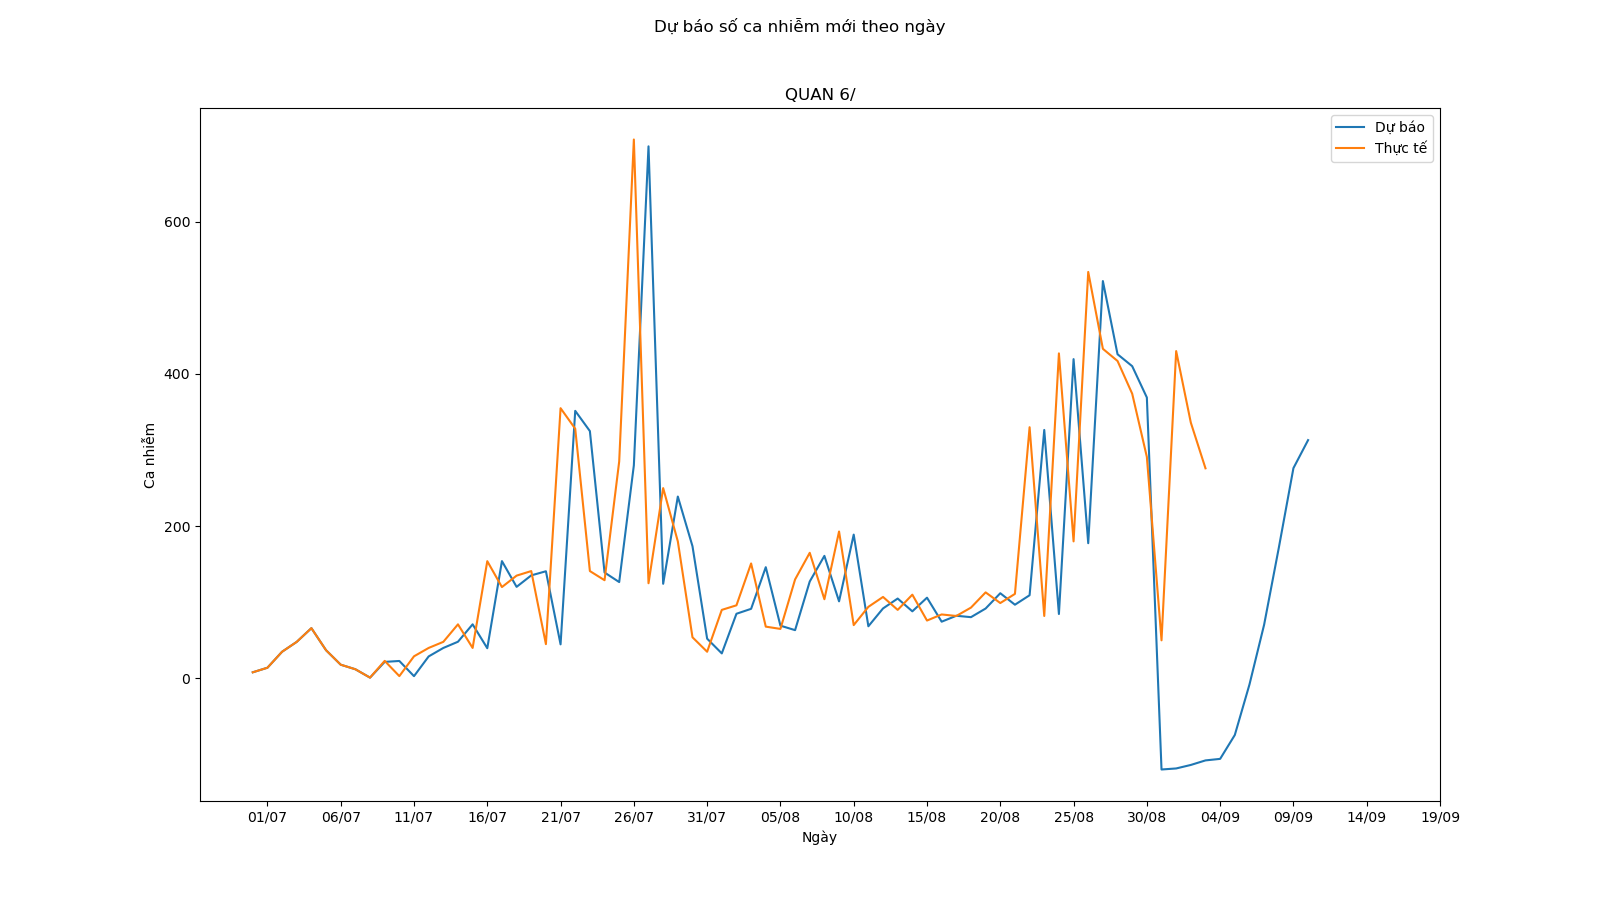 Dự báo số ca nhiễm mới theo ngày
QUAN 6/
Dự báo
Thực tế
600
400
200
0
Ca nhiễm
01/07 06/07 11/07 16/07 21/07 26/07 31/07 05/08 10/08 15/08 20/08 25/08 30/08 04/09 09/09 14/09 19/09
Ngày